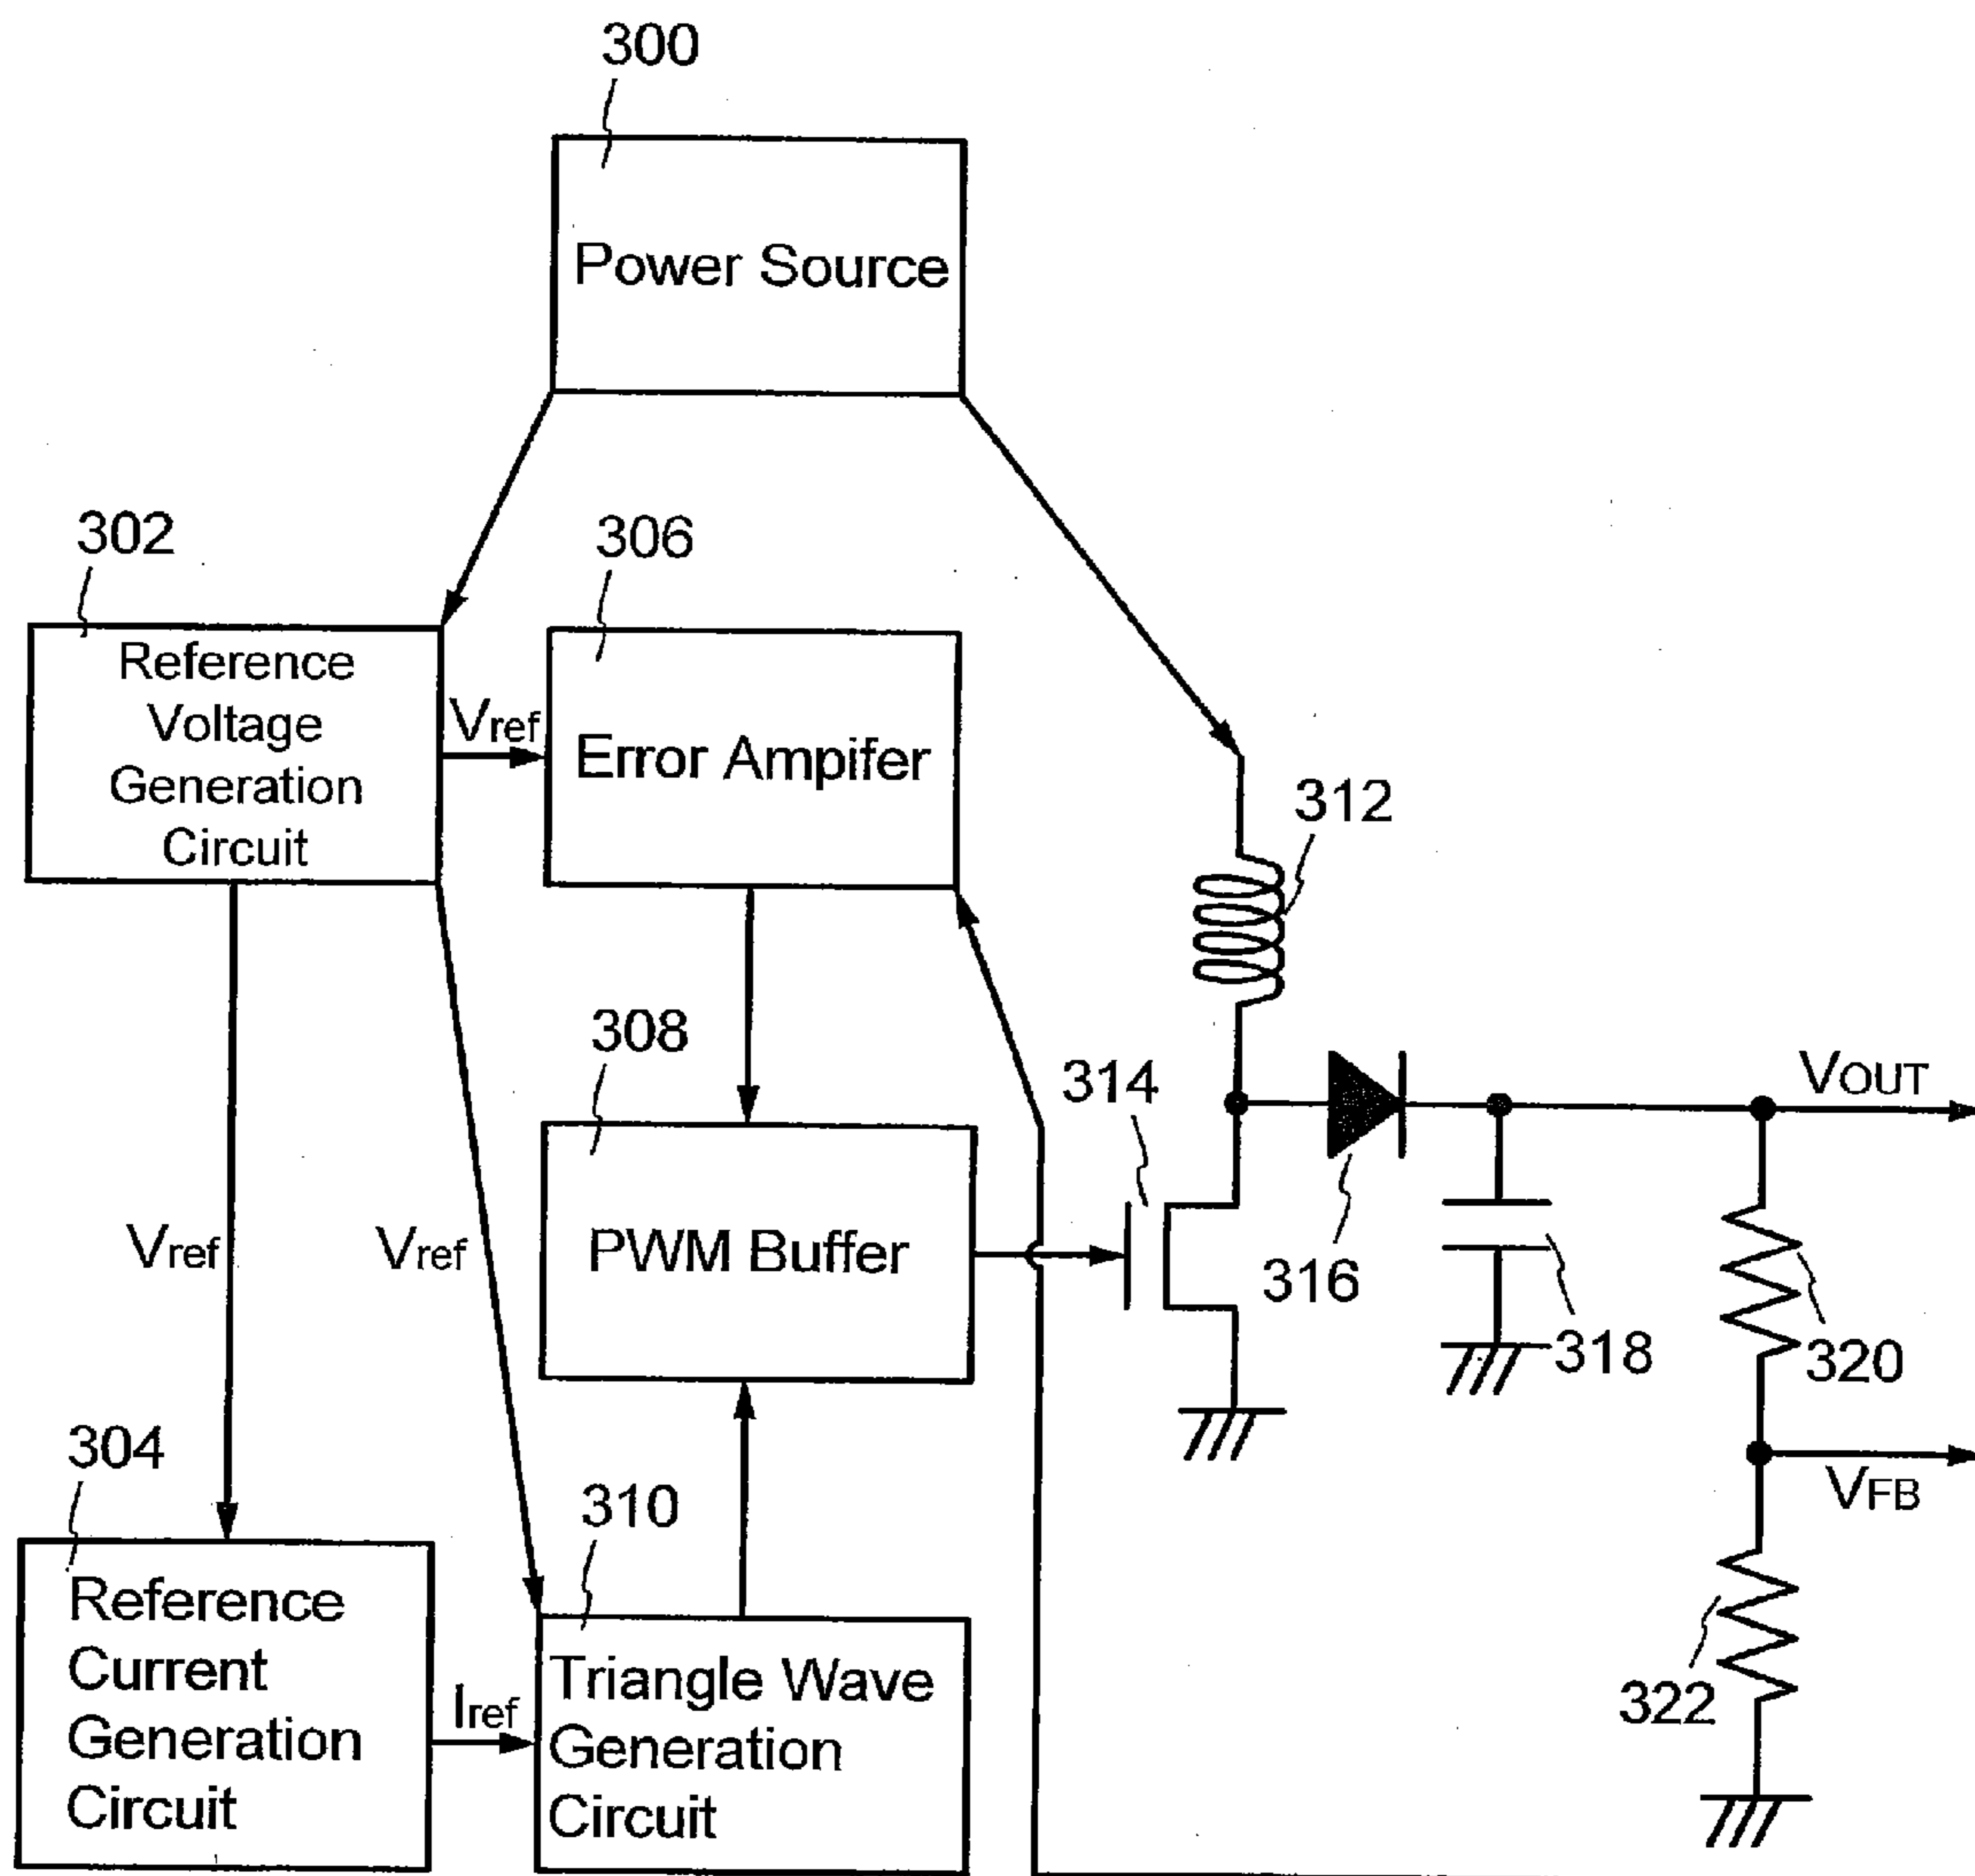 300
Power Source
302
Reference
Voltage
Generation
Circuit
Vref
306
Error Ampifer
312
308
PWM Buffer
314
316
VOUT
318
320
VFB
322
Vref
Vref
304
Reference
Current
Generation
Circuit
Iref
310
Triangle Wave
Generation
Circuit